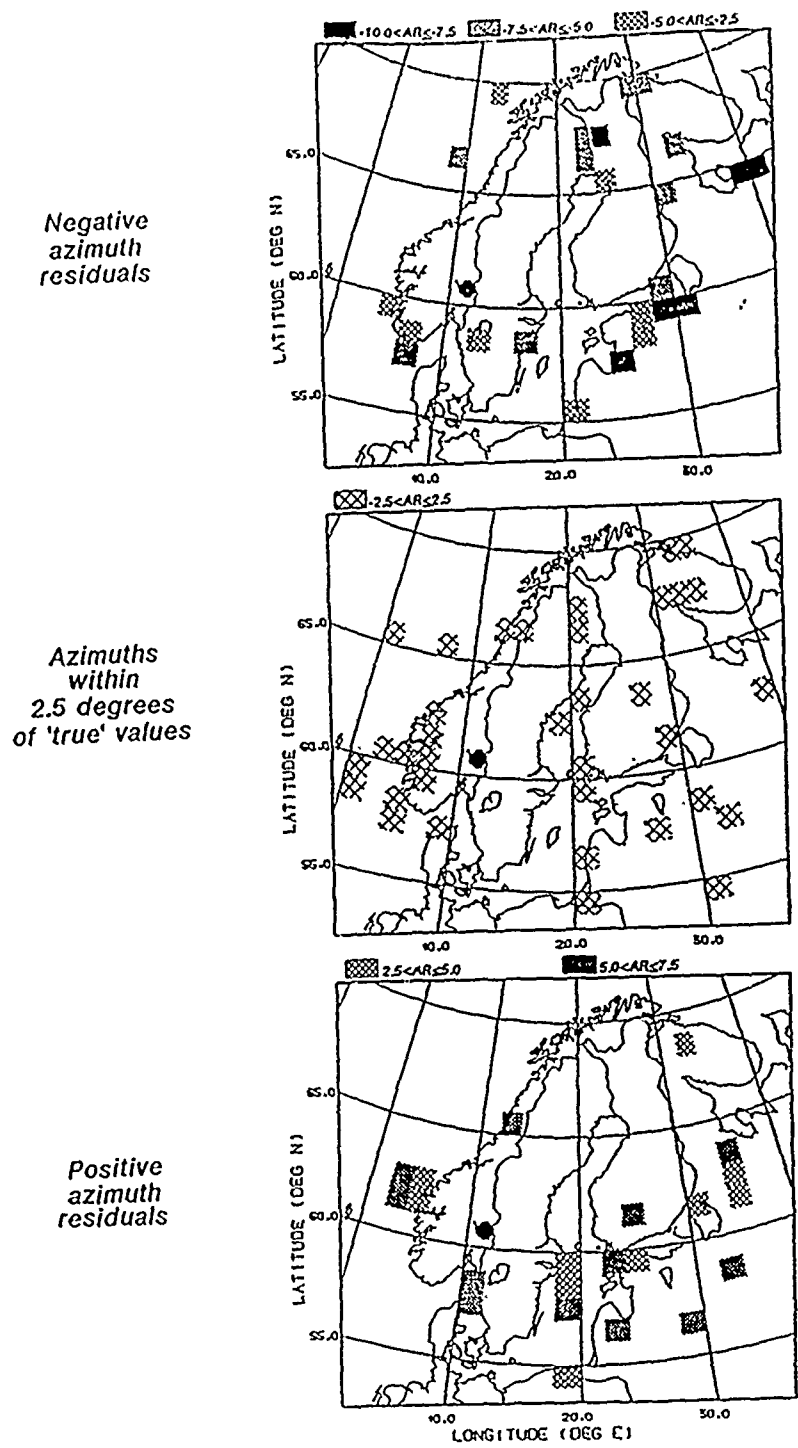 -10.0<AR≤-7.5 -7.5<AR≤-5.0 -5.0<AR≤-2.5
Negative
azimuth
residuals
LATITUDE (DEG N)
65.0
60.0
55.0
10.0 20.0 30.0
-2.5<AR≤2.5
Azimuths
within
2.5 degrees
of 'true' values
LATITUDE (DEG N)
65.0
60.0
55.0
10.0 20.0 30.0
2.5<AR≤5.0 5.0<AR≤7.5
Positive
azimuth
residuals
LATITUDE (DEG N)
65.0
60.0
55.0
10.0 20.0 30.0
LONGITUDE (DEG E)